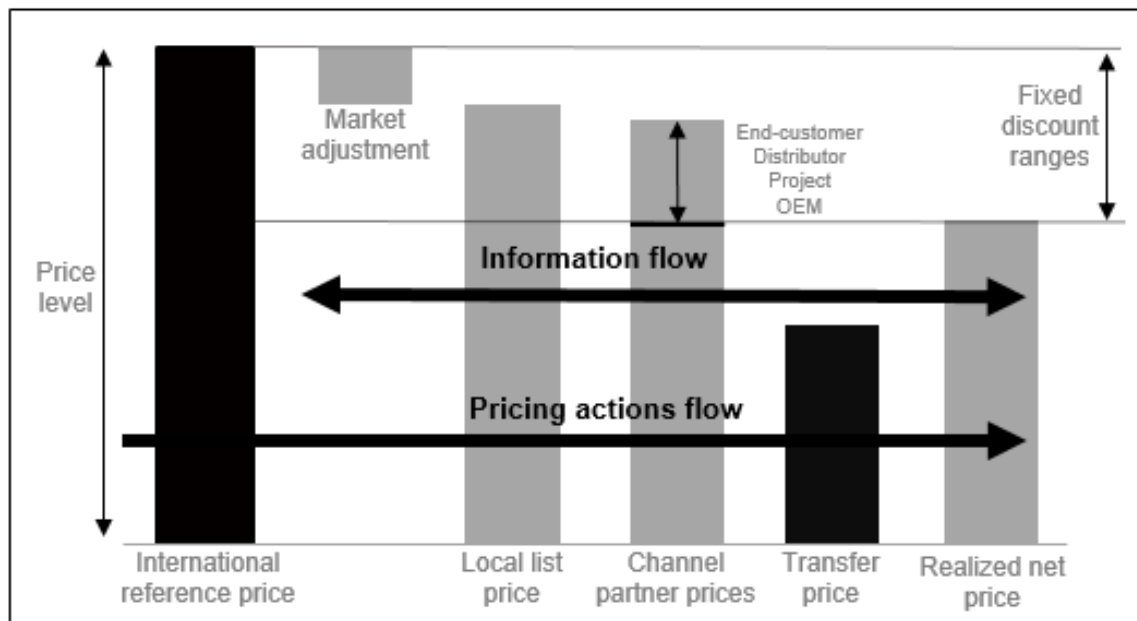 Market
adjustment
End-customer
Distributor
Project
OEM
Fixed
discount
ranges
Price
level
Information flow
Pricing actions flow
International
reference price
Local list
price
Channel
partner prices
Transfer
price
Realized net
price